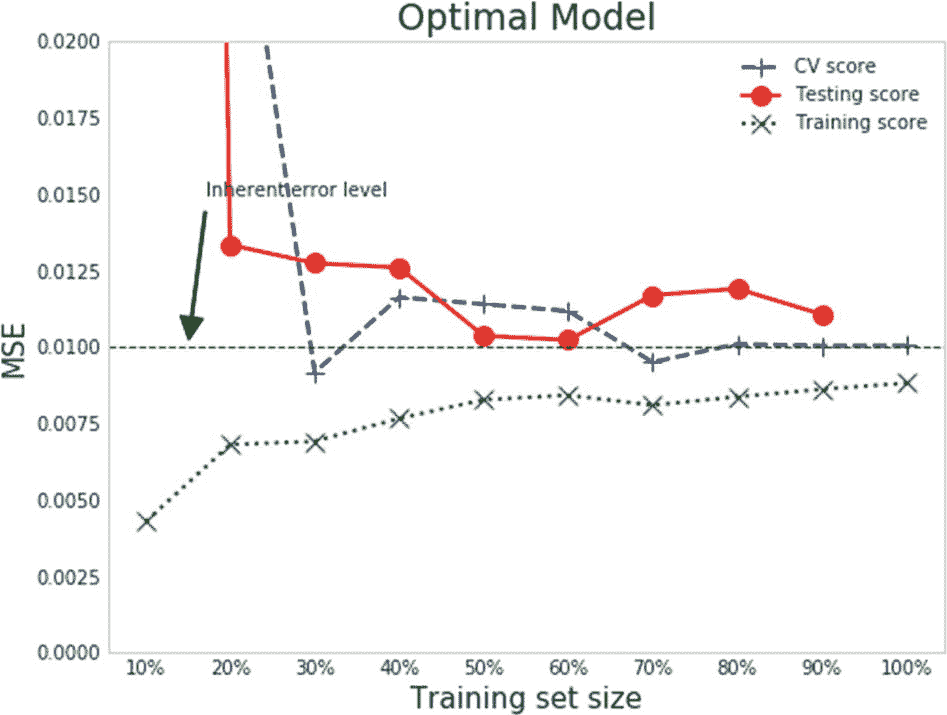 Optimal Model
0.0200
0.0175
0.0150
0.0125
0.0100
0.0075
0.0050
0.0025
0.0000
MSE
CV score
Testing score
Training score
Inherent error level
10% 20% 30% 40% 50% 60% 70% 80% 90% 100%
Training set size